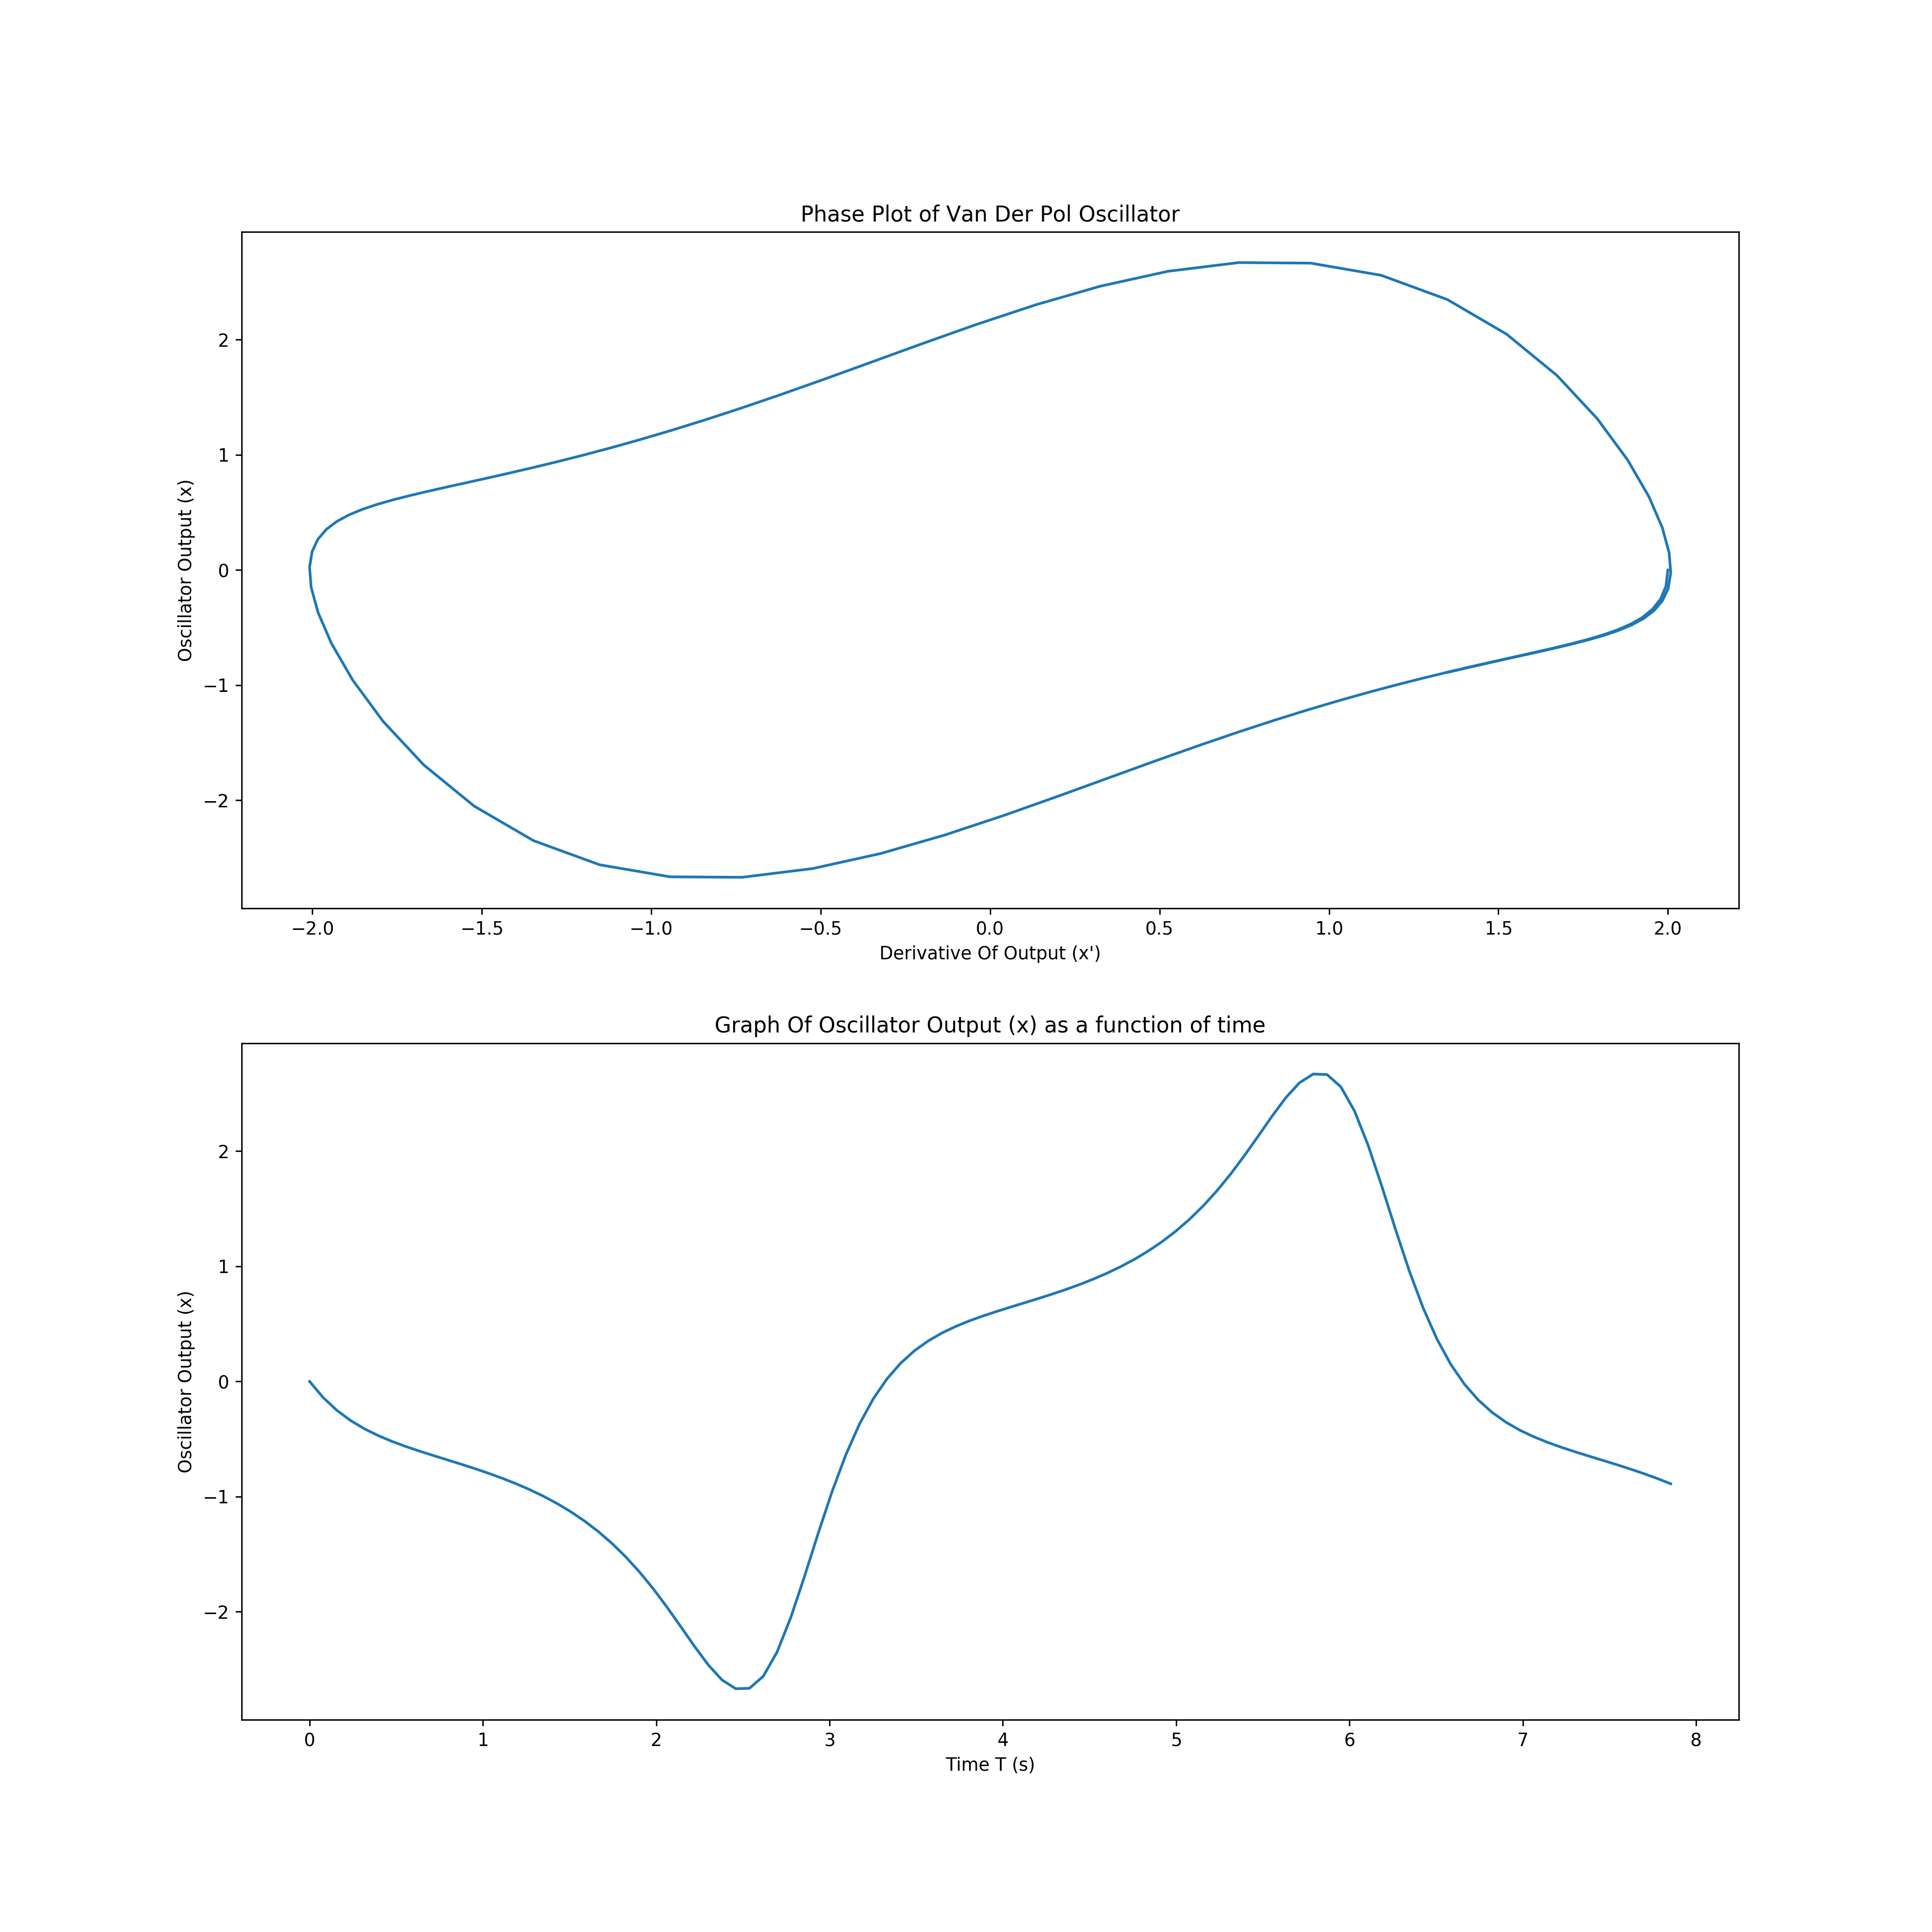 Phase Plot of Van Der Pol Oscillator
Oscillator Output (x)
2
1
0
−1
−2
−2.0 −1.5 −1.0 −0.5 0.0 0.5 1.0 1.5 2.0
Derivative Of Output (x')
Graph Of Oscillator Output (x) as a function of time
Oscillator Output (x)
2
1
0
−1
−2
0 1 2 3 4 5 6 7 8
Time T (s)